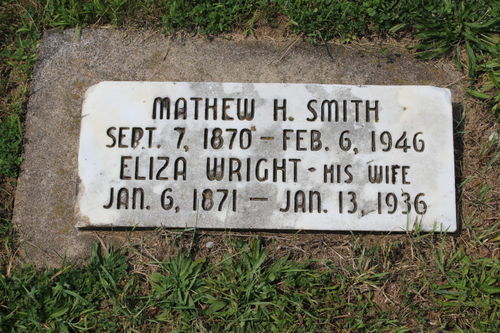 MATHEW H. SMITH
SEPT. 7, 1870 – FEB. 6, 1946
ELIZA WRIGHT - HIS WIFE
JAN. 6, 1871 – JAN. 13, 1936